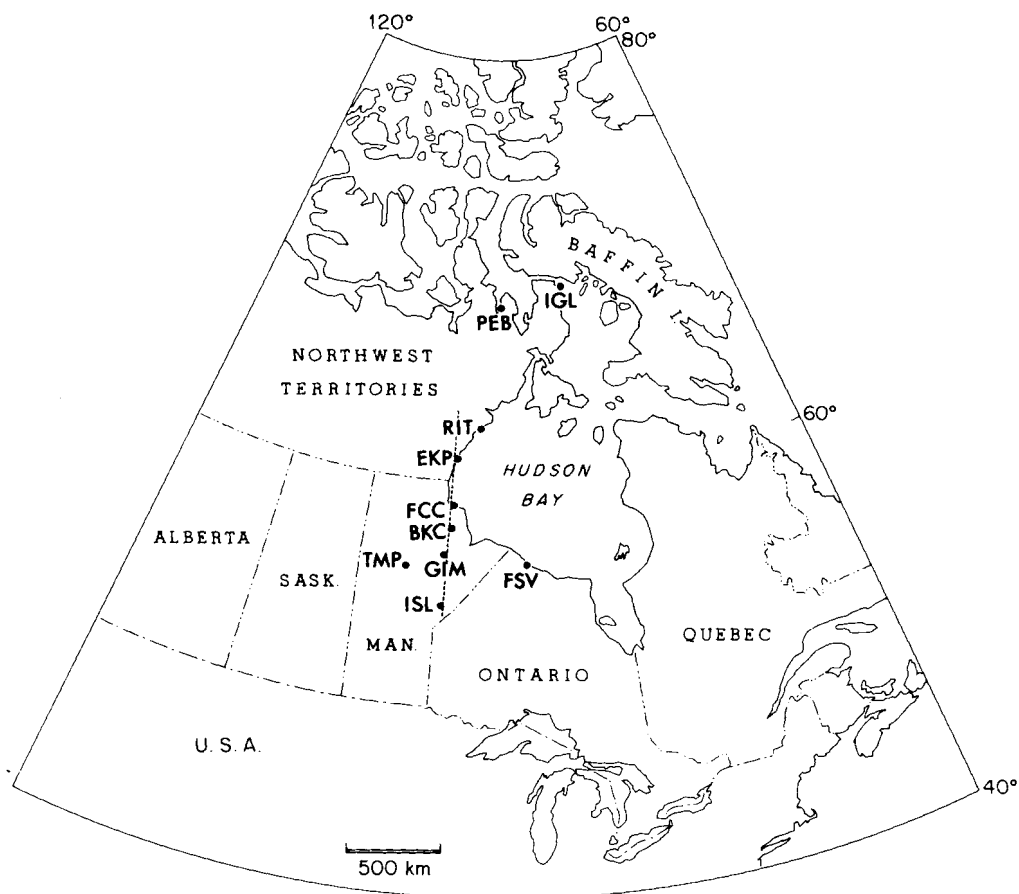 120°
60°
80°
BAFFIN I.
IGL
PEB
NORTHWEST
TERRITORIES
60°
RIT
EKP
HUDSON
BAY
FCC
BKC
ALBERTA
TMP
GIM
FSV
SASK.
ISL
QUEBEC
MAN.
ONTARIO
U.S.A.
40°
500 km